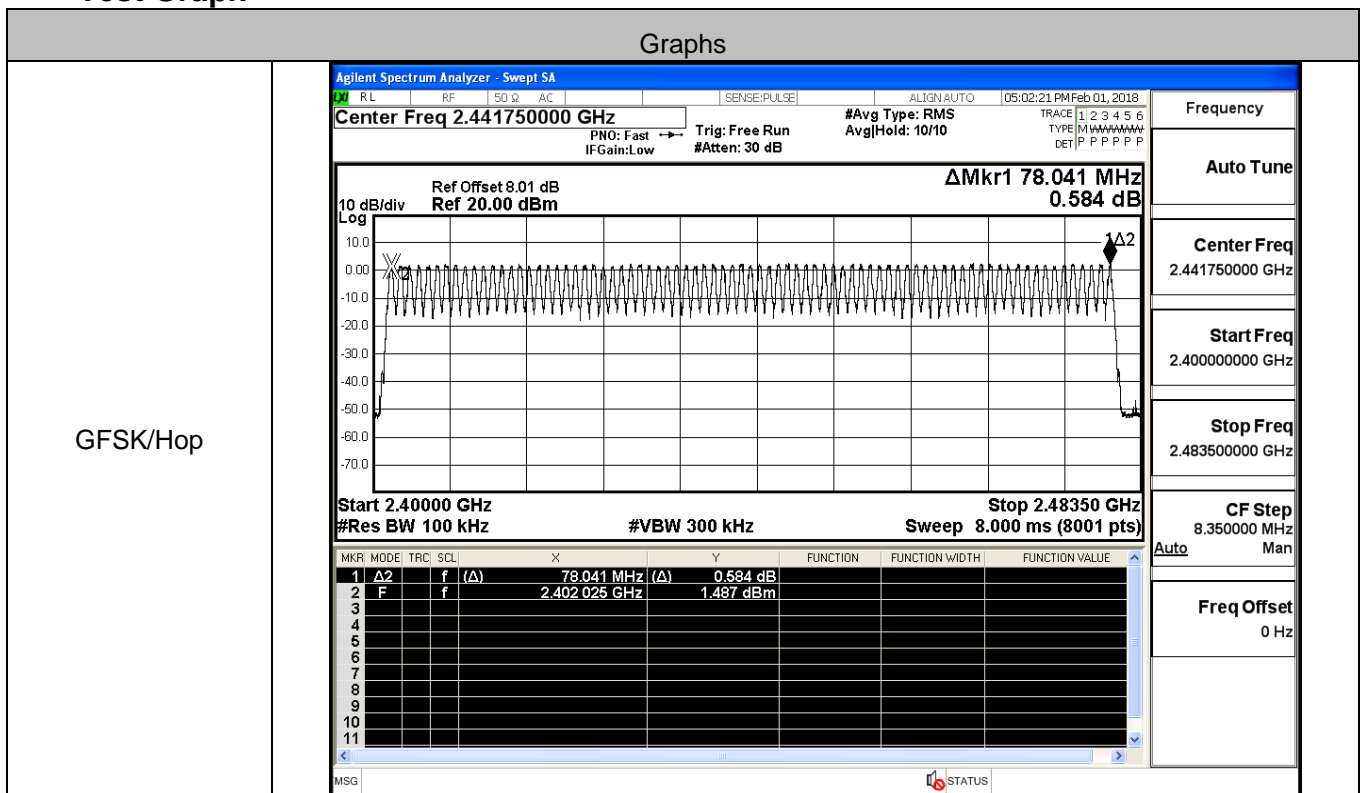 Test Graph
Graphs
GFSK/Hop
Agilent Spectrum Analyzer - Swept SA
LXI RL RF 50 Ω AC SENSE:PULSE ALIGN AUTO 05:02:21 PM Feb 01, 2018
Center Freq 2.441750000 GHz
PNO: Fast
IFGain:Low
Trig: Free Run
#Atten: 30 dB
#Avg Type: RMS
Avg|Hold: 10/10
TRACE 1 2 3 4 5 6
TYPE M
DET P P P P P P
ΔMkr1 78.041 MHz
0.584 dB
Ref Offset 8.01 dB
10 dB/div Ref 20.00 dBm
Log
10.0
0.00
-10.0
-20.0
-30.0
-40.0
-50.0
-60.0
-70.0
2
1Δ2
Start 2.40000 GHz Stop 2.48350 GHz
#Res BW 100 kHz #VBW 300 kHz Sweep 8.000 ms (8001 pts)
MKR MODE TRC SCL X Y FUNCTION FUNCTION WIDTH FUNCTION VALUE
1 Δ2 f (Δ) 78.041 MHz (Δ) 0.584 dB
2 F f 2.402 025 GHz 1.487 dBm
3
4
5
6
7
8
9
10
11
MSG STATUS
Frequency
Auto Tune
Center Freq
2.441750000 GHz
Start Freq
2.400000000 GHz
Stop Freq
2.483500000 GHz
CF Step
8.350000 MHz
Auto Man
Freq Offset
0 Hz